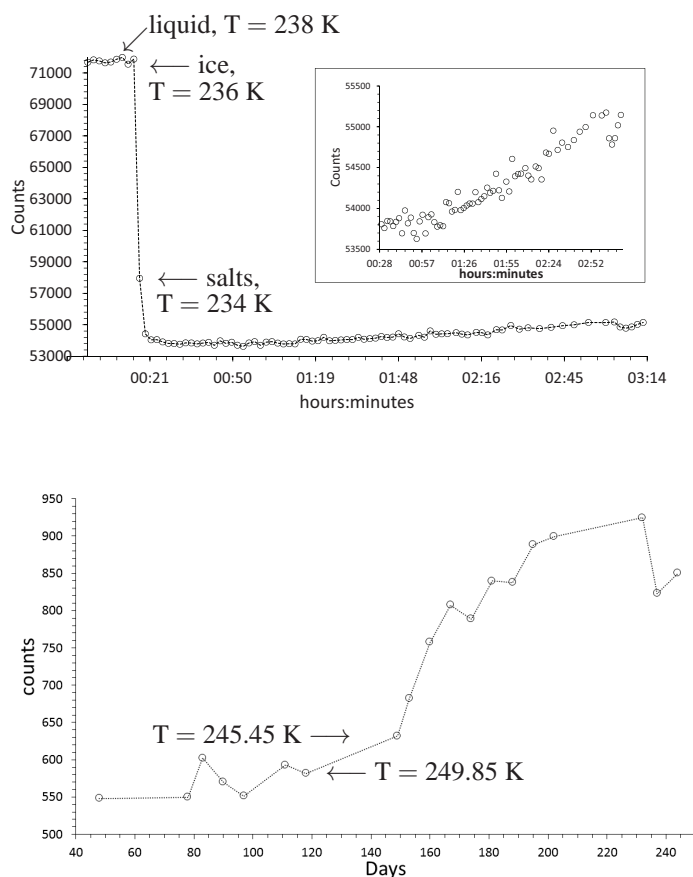 liquid, T = 238 K
71000
← ice,
T = 236 K
69000
67000
65000
63000
61000
59000
57000
55000
53000
Counts
← salts,
T = 234 K
00:21 00:50 01:19 01:48 02:16 02:45 03:14
hours:minutes
55500
55000
54500
54000
53500
Counts
00:28 00:57 01:26 01:55 02:24 02:52
hours:minutes
950
900
850
800
750
700
650
600
550
500
counts
T = 245.45 K →
← T = 249.85 K
40 60 80 100 120 140 160 180 200 220 240
Days